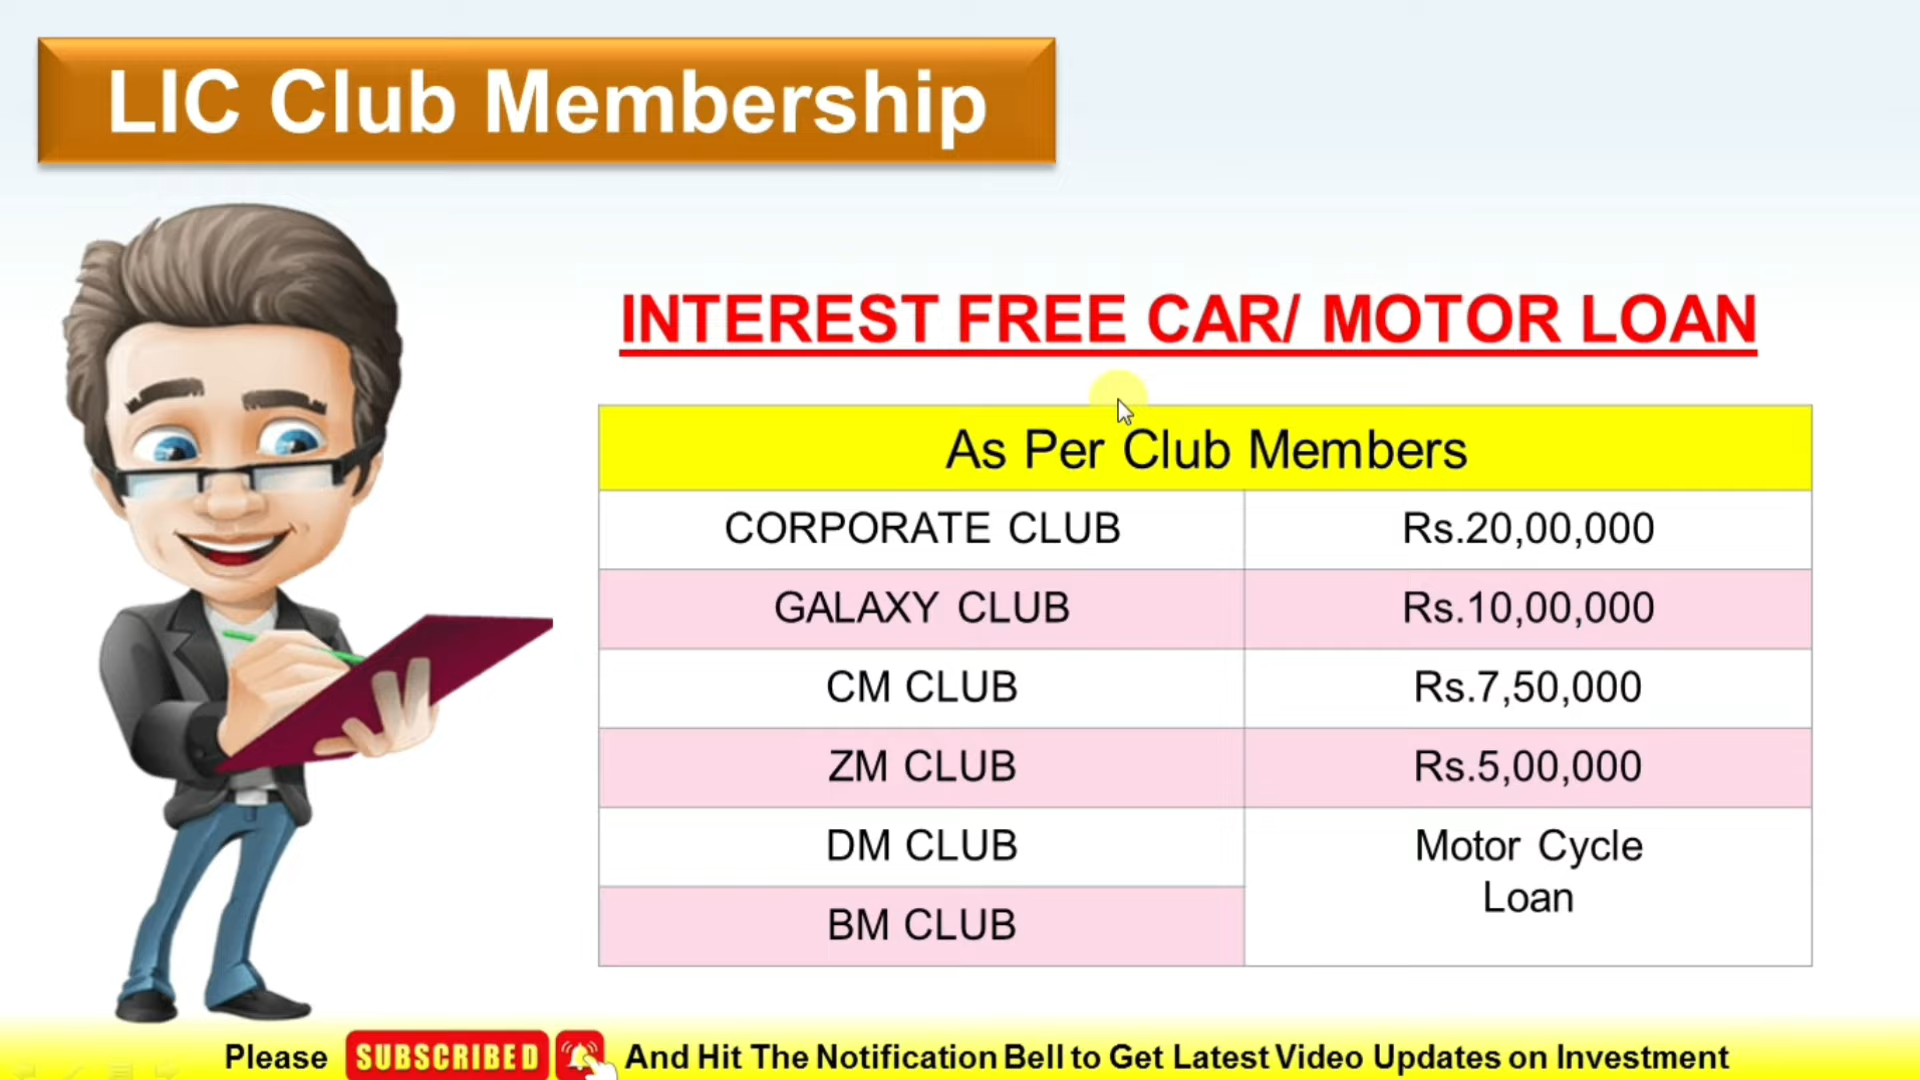 LIC Club Membership
INTEREST FREE CAR/ MOTOR LOAN
As Per Club Members
CORPORATE CLUB Rs.20,00,000
GALAXY CLUB Rs.10,00,000
CM CLUB Rs.7,50,000
ZM CLUB Rs.5,00,000
DM CLUB Motor Cycle
Loan
BM CLUB
Please SUBSCRIBED And Hit The Notification Bell to Get Latest Video Updates on Investment